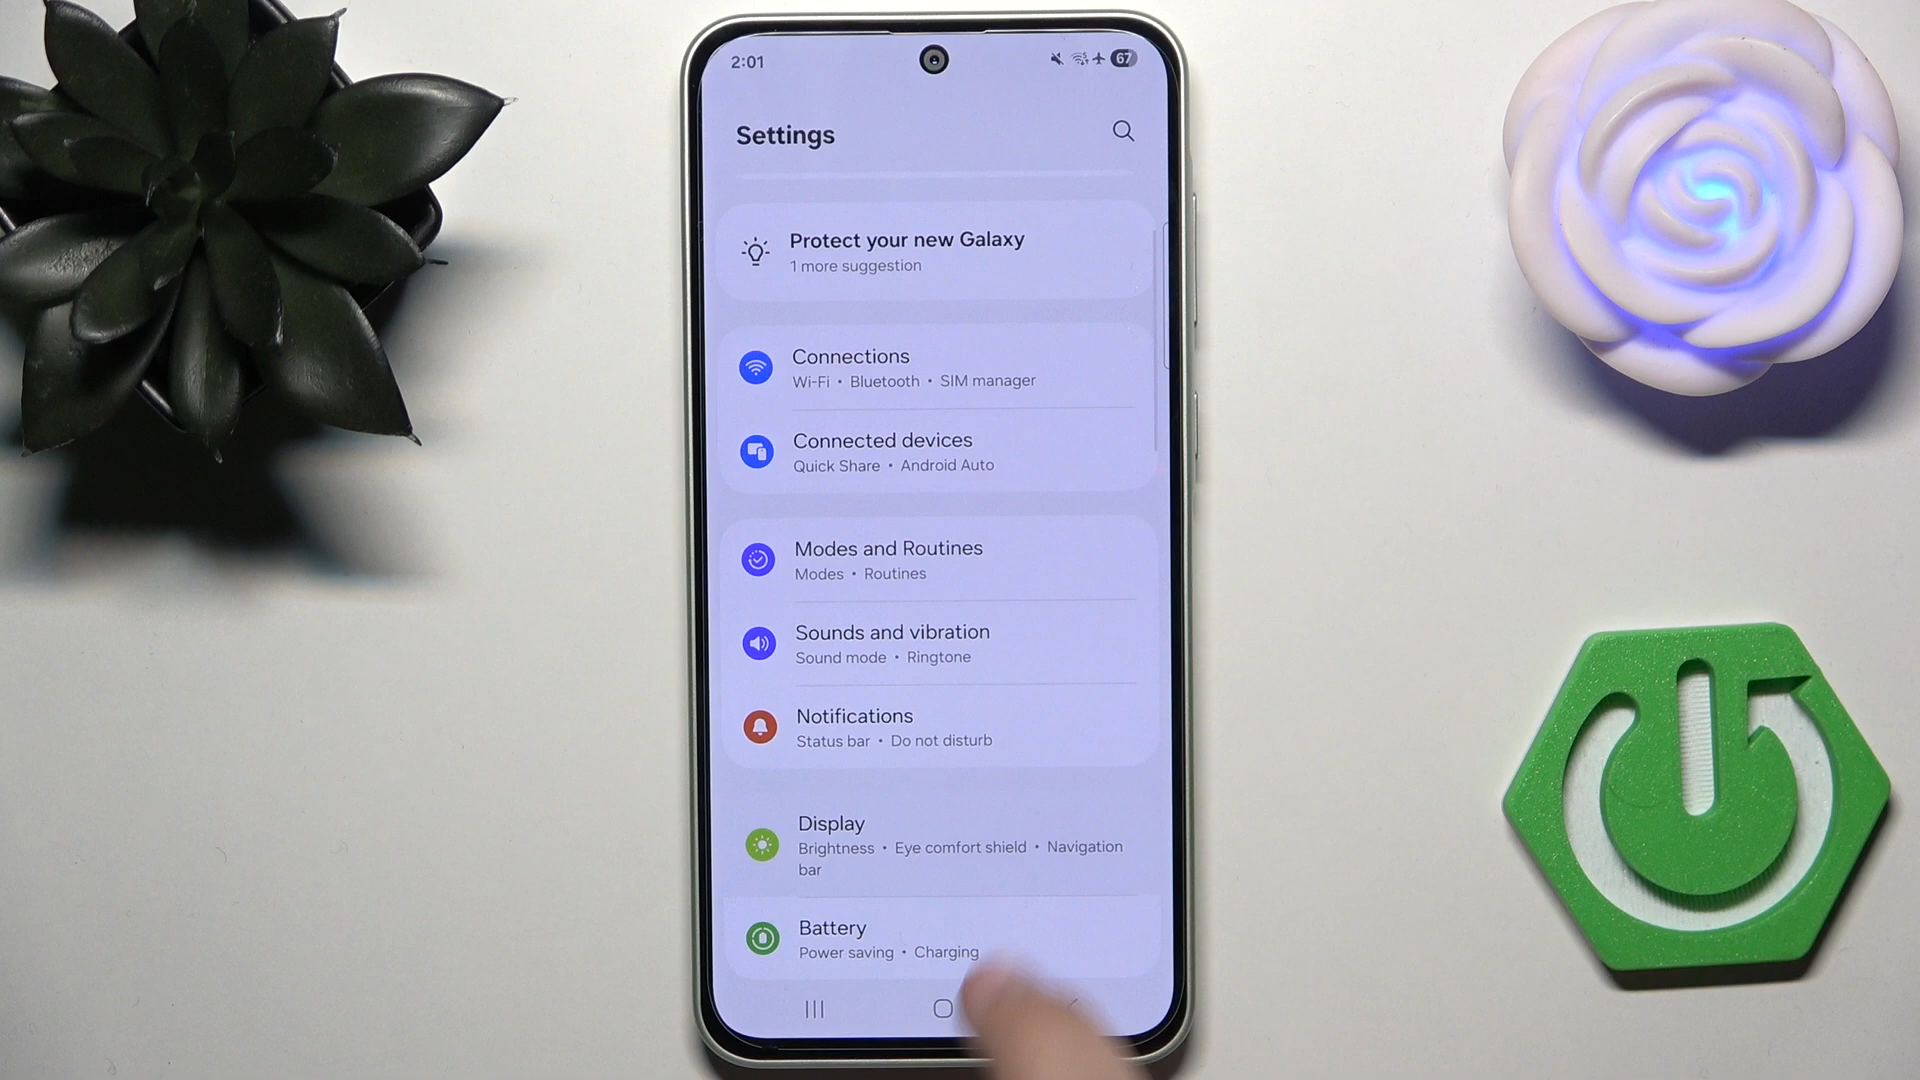 2:01
67
Settings
Protect your new Galaxy
1 more suggestion
Connections
Wi-Fi • Bluetooth • SIM manager
Connected devices
Quick Share • Android Auto
Modes and Routines
Modes • Routines
Sounds and vibration
Sound mode • Ringtone
Notifications
Status bar • Do not disturb
Display
Brightness • Eye comfort shield • Navigation
bar
Battery
Power saving • Charging